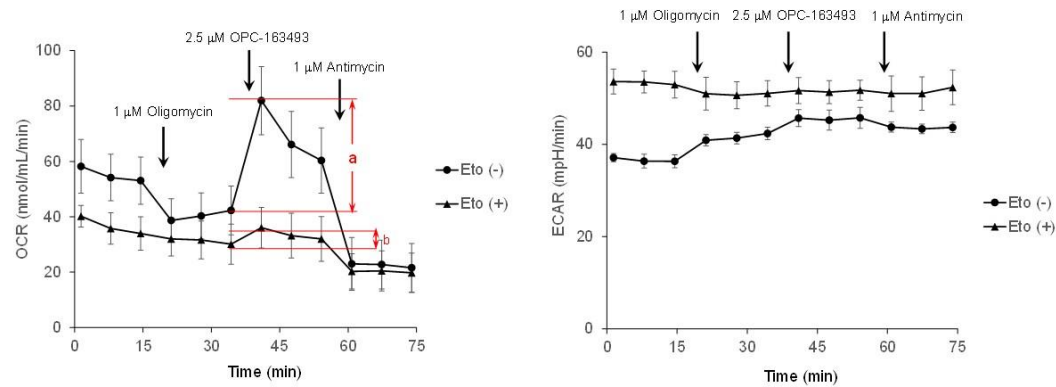 2.5 µM OPC-163493
1 µM Antimycin
1 µM Oligomycin
100
80
60
40
20
0
OCR (nmol/mL/min)
a
b
0 15 30 45 60 75
Time (min)
Eto (-)
Eto (+)
1 µM Oligomycin 2.5 µM OPC-163493 1 µM Antimycin
60
40
20
0
ECAR (mpH/min)
0 15 30 45 60 75
Time (min)
Eto (-)
Eto (+)